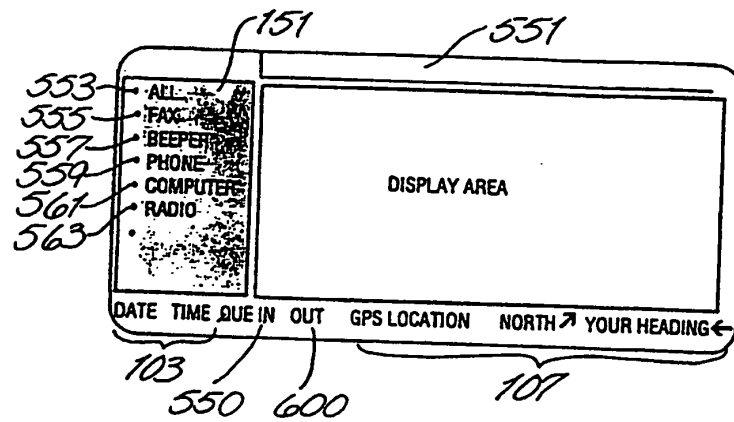 151
551
553
ALL
555
FAX
557
BEEPER
559
PHONE
561
COMPUTER
563
RADIO
DISPLAY AREA
DATE TIME QUE IN OUT GPS LOCATION NORTH ↗ YOUR HEADING ←
103
550
600
107